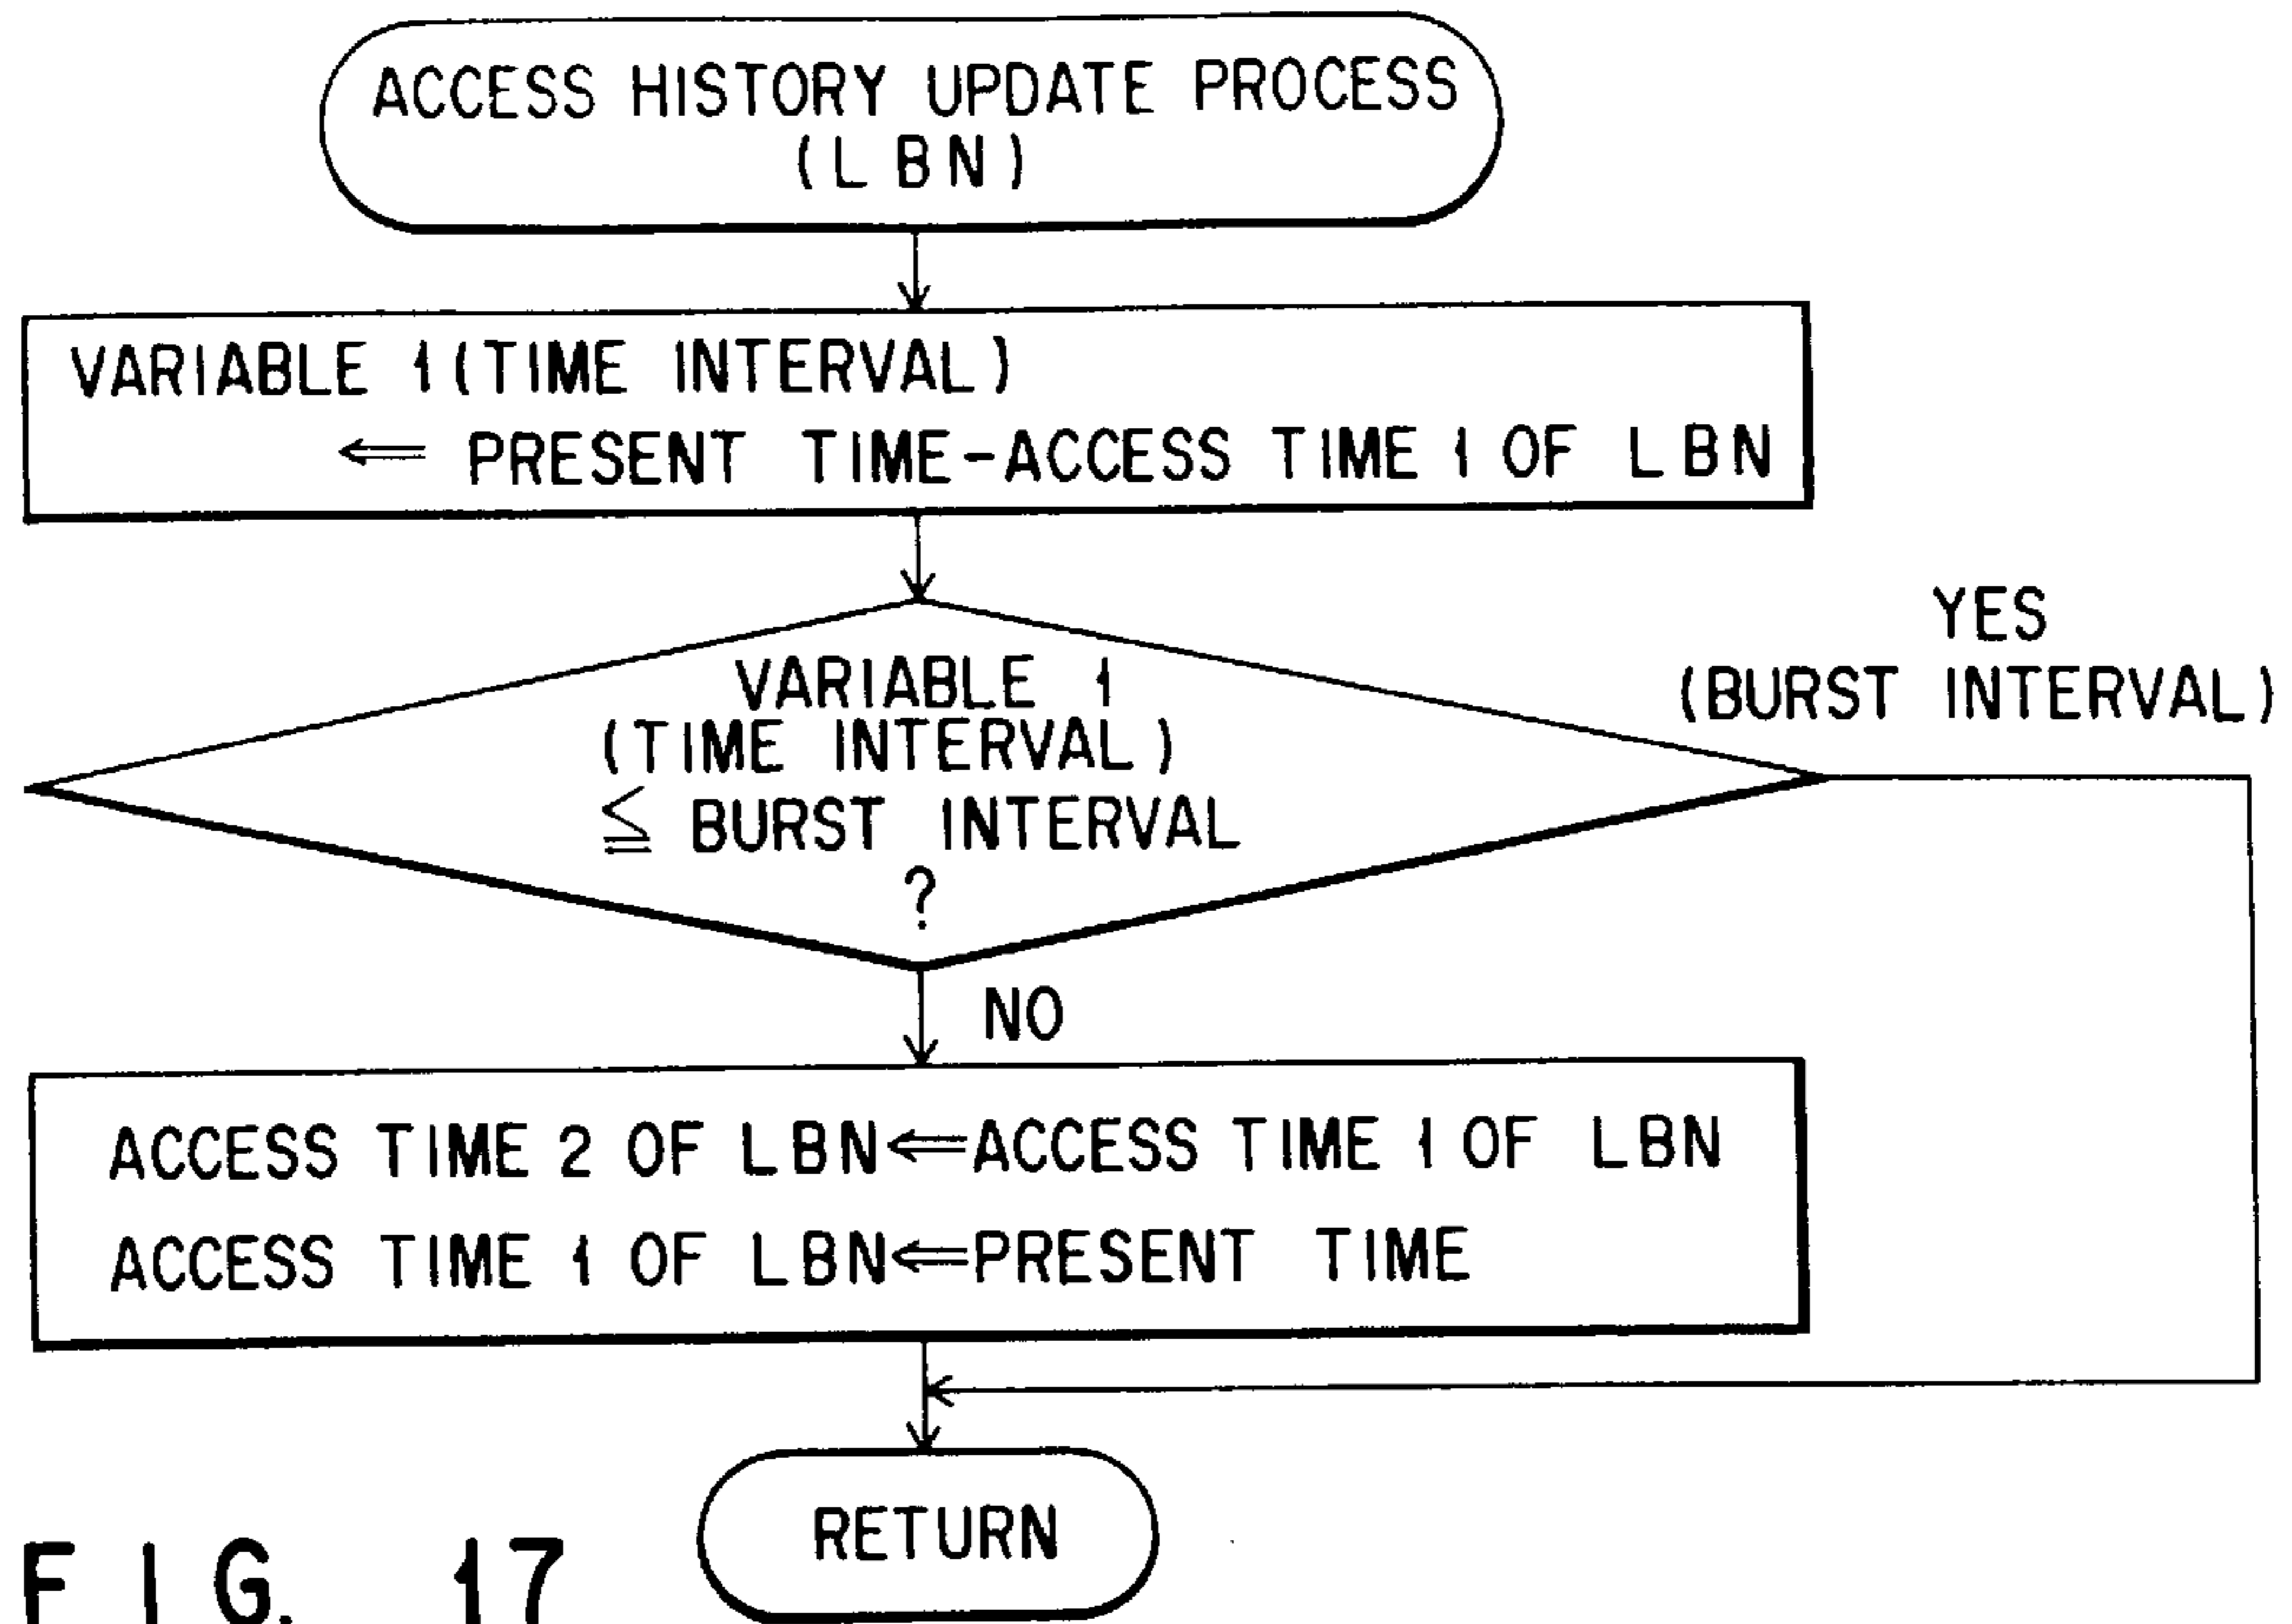 ACCESS HISTORY UPDATE PROCESS
(LBN)
VARIABLE 1 (TIME INTERVAL)
⇐ PRESENT TIME-ACCESS TIME 1 OF LBN
YES
(BURST INTERVAL)
VARIABLE 1
(TIME INTERVAL)
≦ BURST INTERVAL
?
NO
ACCESS TIME 2 OF LBN⇐ACCESS TIME 1 OF LBN
ACCESS TIME 1 OF LBN⇐PRESENT TIME
RETURN
FIG. 17